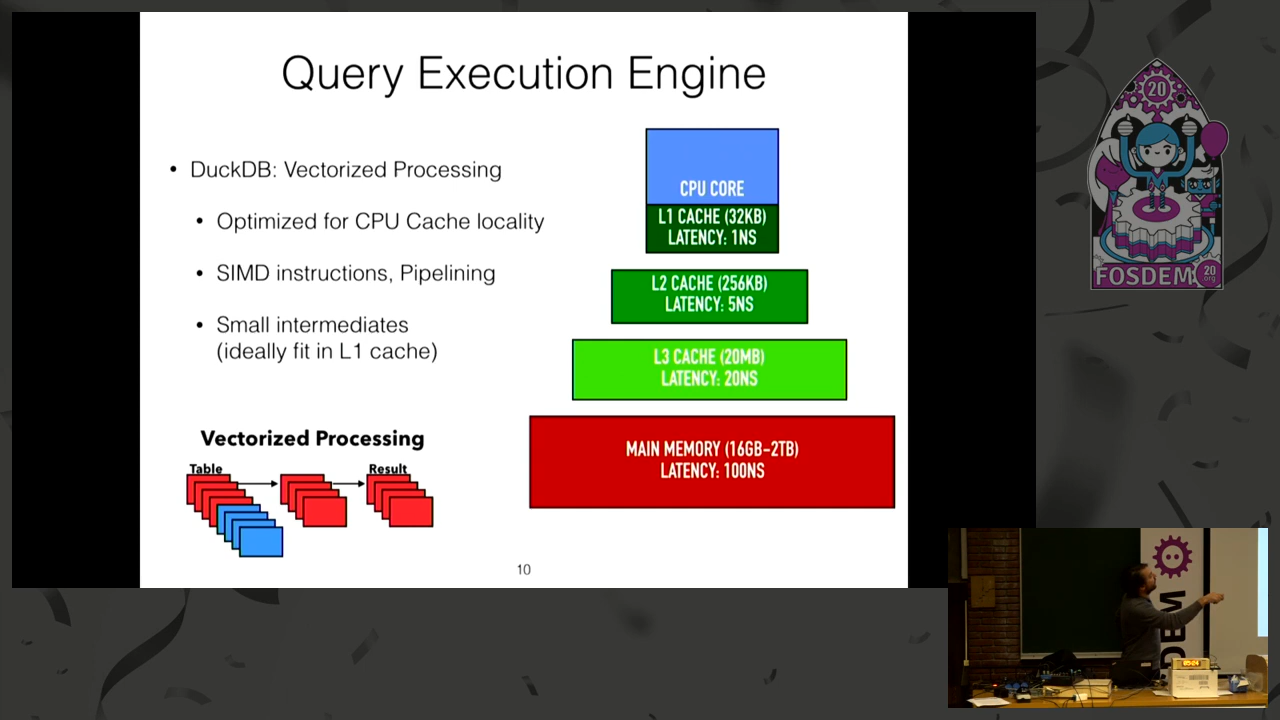 Query Execution Engine
• DuckDB: Vectorized Processing
• Optimized for CPU Cache locality
• SIMD instructions, Pipelining
• Small intermediates
(ideally fit in L1 cache)
Vectorized Processing
Table
Result
CPU CORE
L1 CACHE (32KB)
LATENCY: 1NS
L2 CACHE (256KB)
LATENCY: 5NS
L3 CACHE (20MB)
LATENCY: 20NS
MAIN MEMORY (16GB-2TB)
LATENCY: 100NS
10
20
FOSDEM
20
.org
DEM